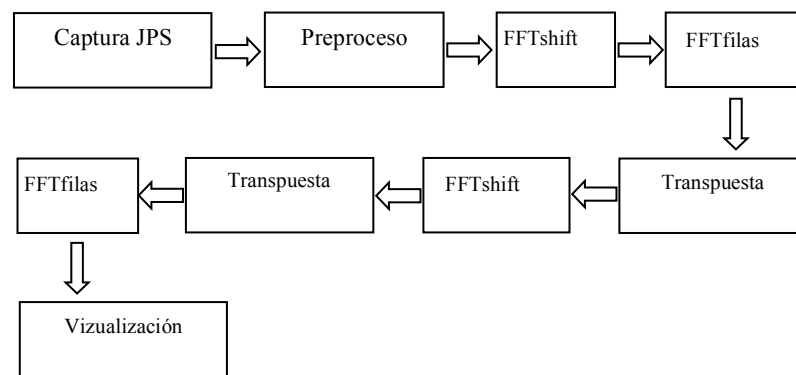 Captura JPS
Preproceso
FFTshift
FFTfilas
Transpuesta
FFTshift
Transpuesta
FFTfilas
Vizualización